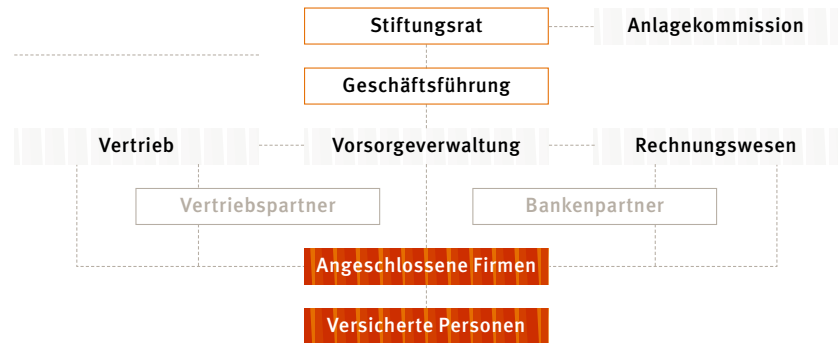 Stiftungsrat
Anlagekommission
Geschäftsführung
Vertrieb
Vorsorgeverwaltung
Rechnungswesen
Vertriebspartner
Bankenpartner
Angeschlossene Firmen
Versicherte Personen